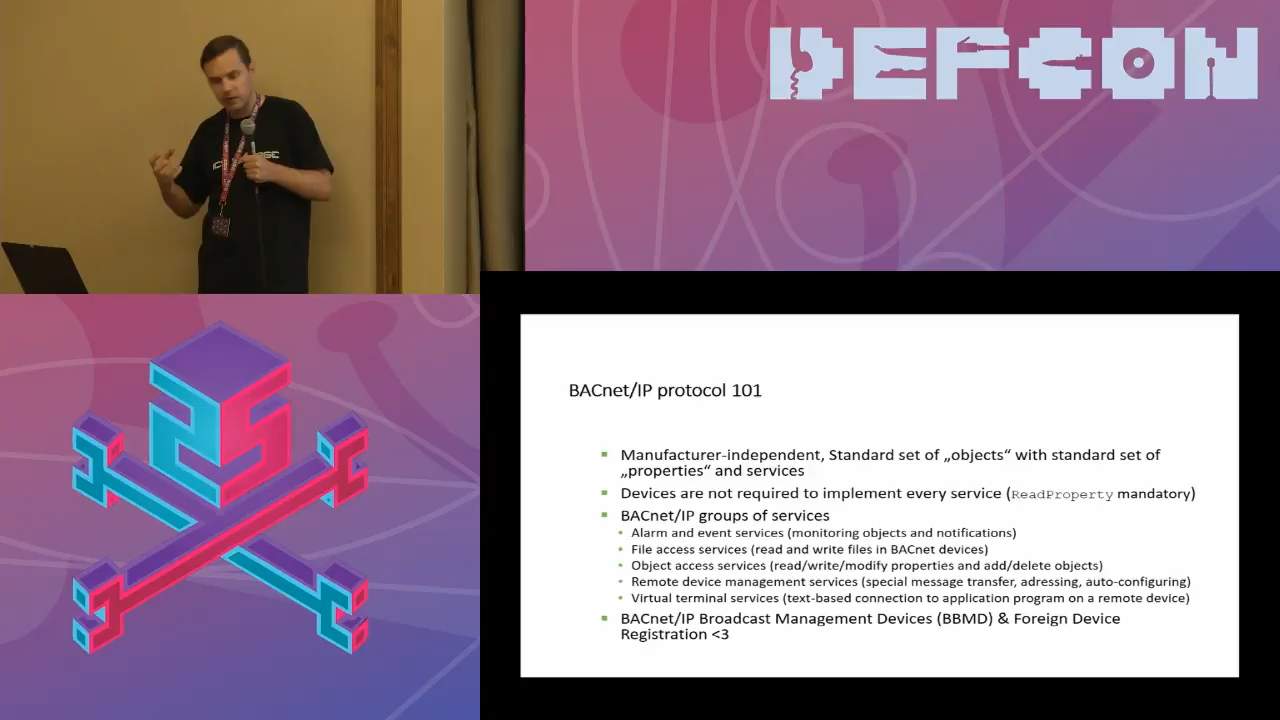 DEFCON
BACnet/IP protocol 101
Manufacturer-independent, Standard set of „objects“ with standard set of
„properties“ and services
Devices are not required to implement every service (ReadProperty mandatory)
BACnet/IP groups of services
Alarm and event services (monitoring objects and notifications)
File access services (read and write files in BACnet devices)
Object access services (read/write/modify properties and add/delete objects)
Remote device management services (special message transfer, adressing, auto-configuring)
Virtual terminal services (text-based connection to application program on a remote device)
BACnet/IP Broadcast Management Devices (BBMD) & Foreign Device
Registration <3